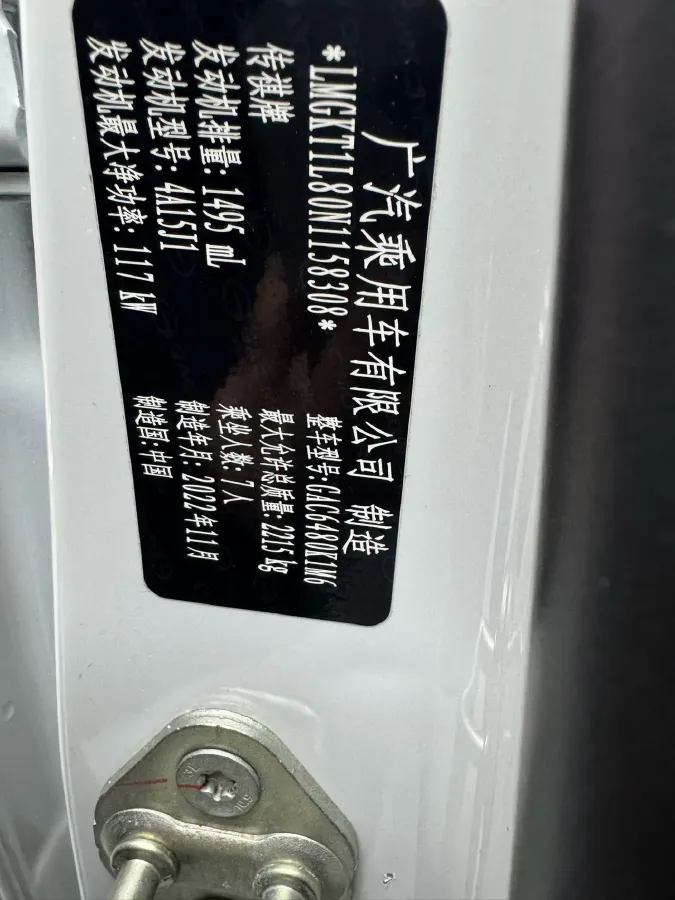 广汽乘用车有限公司 制造
*LMGKT1L80N1158308*
整车型号:GAC6480K1M6
传祺牌
最大允许总质量:2215 kg
发动机排量:1495 mL
乘坐人数:7人
发动机型号:4A15J1
制造年月:2022年11月
发动机最大净功率:117 kW
制造国:中国